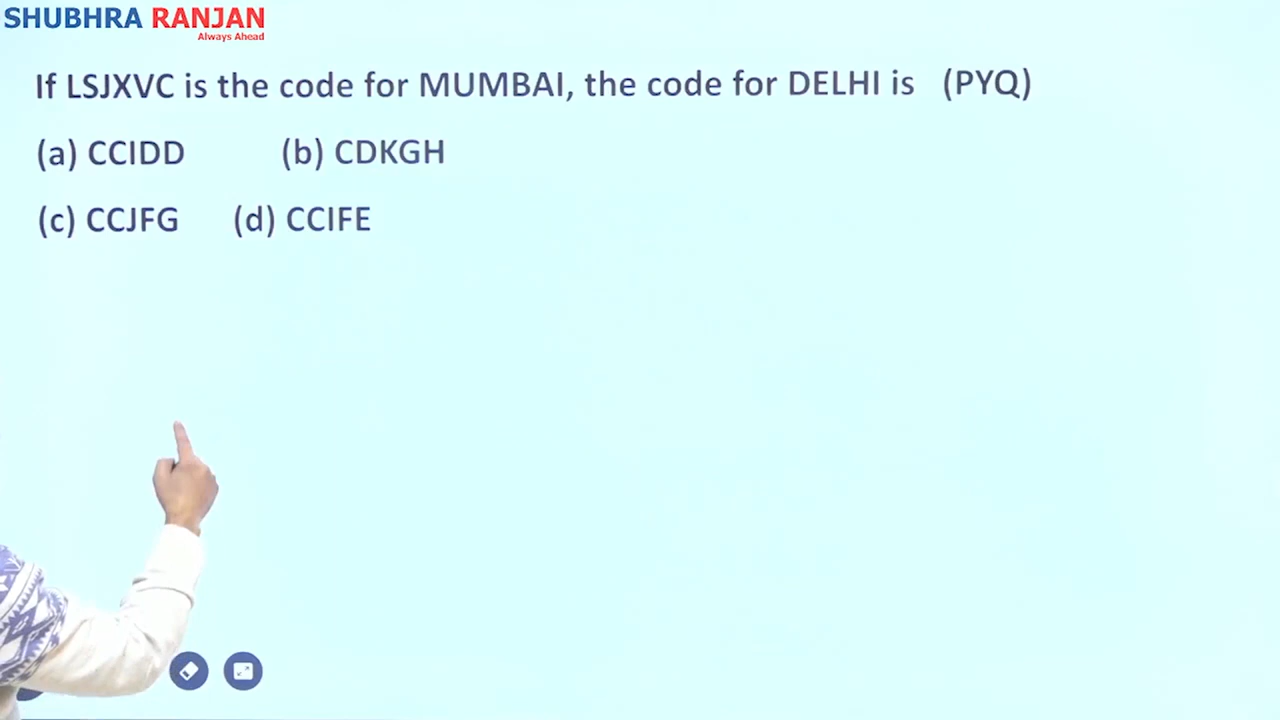 SHUBHRA RANJAN
Always Ahead
If LSJXVC is the code for MUMBAI, the code for DELHI is (PYQ)
(a) CCIDD (b) CDKGH
(c) CCJFG (d) CCIFE